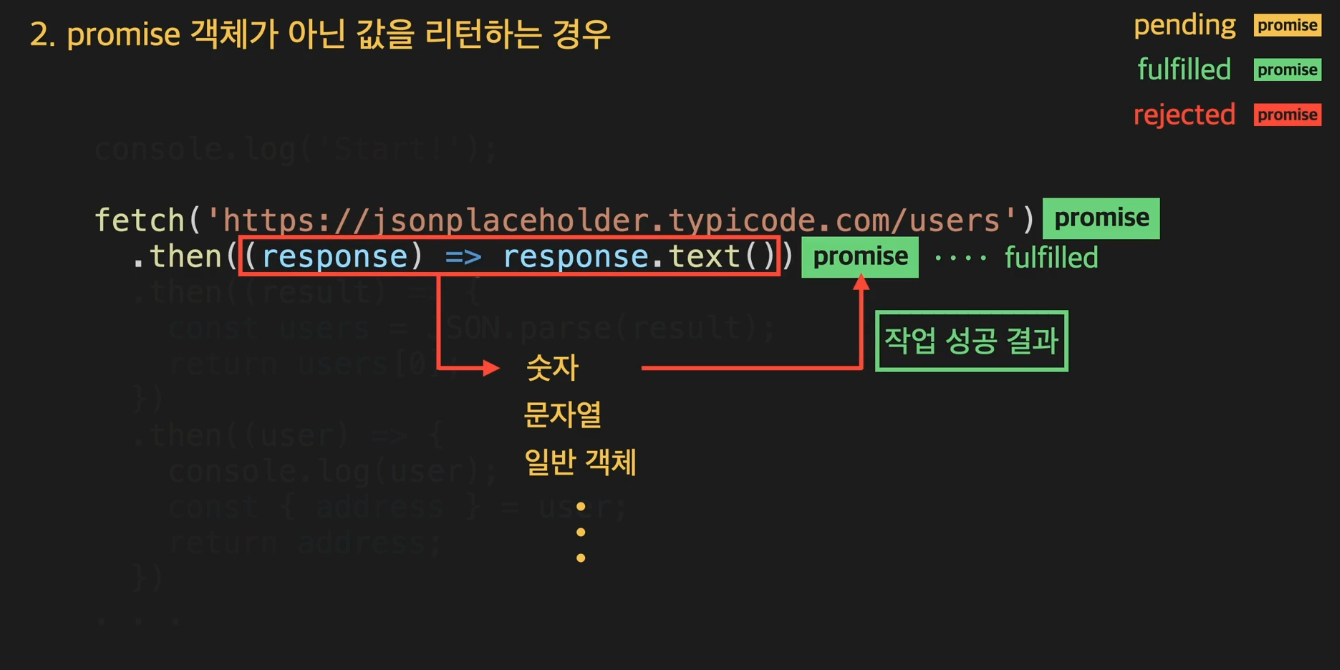 2. promise 객체가 아닌 값을 리턴하는 경우
pending promise
fulfilled promise
rejected promise
console.log('Start!');
fetch('https://jsonplaceholder.typicode.com/users') promise
.then((response) => response.text()) promise ···· fulfilled
.then((result) => {
const users = JSON.parse(result);
return users[0];
})
.then((user) => {
console.log(user);
const { address } = user;
return address;
})
. . .
작업 성공 결과
숫자
문자열
일반 객체